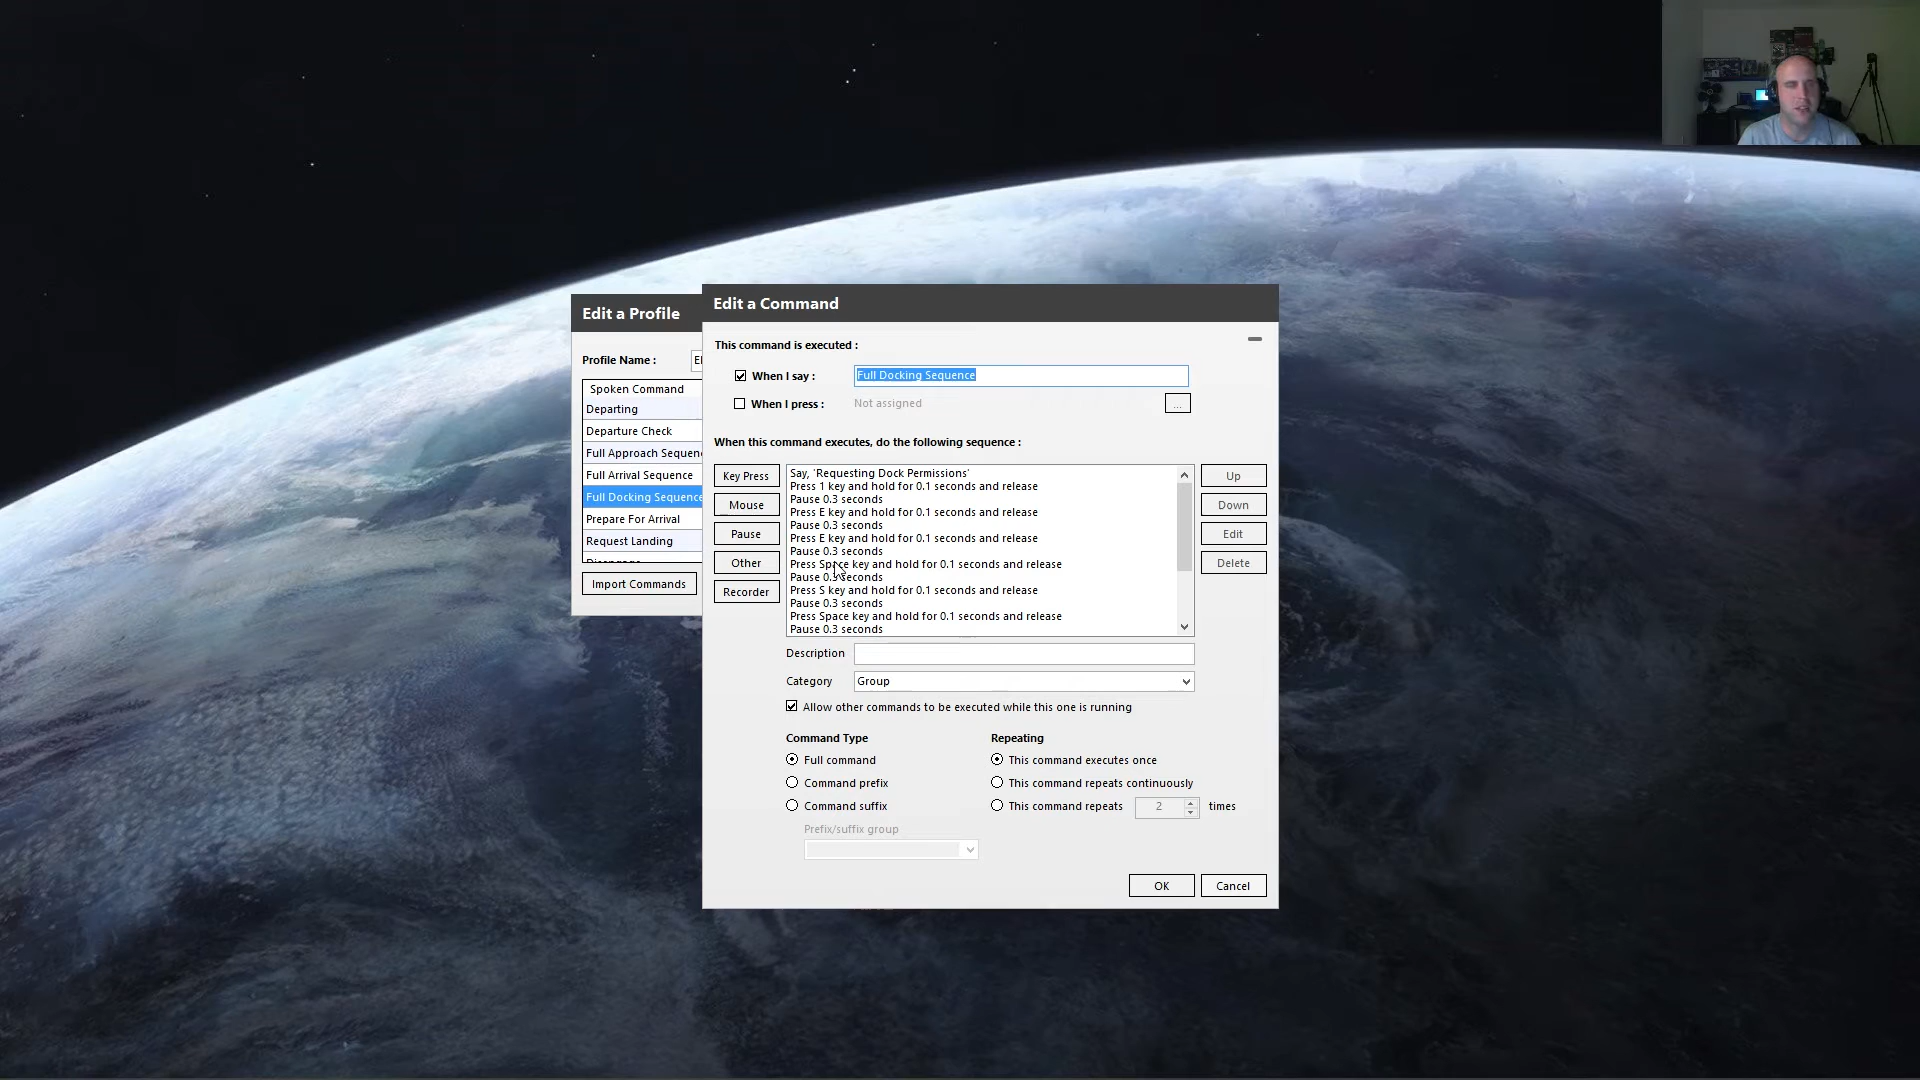 Edit a Profile
Edit a Command
Profile Name :
Spoken Command
Departing
Departure Check
Full Approach Sequen
Full Arrival Sequence
Full Docking Sequence
Prepare For Arrival
Request Landing
Import Commands
This command is executed :
When I say :
Full Docking Sequence
When I press :
Not assigned
...
When this command executes, do the following sequence :
Key Press
Mouse
Pause
Other
Recorder
Say, 'Requesting Dock Permissions'
Press 1 key and hold for 0.1 seconds and release
Pause 0.3 seconds
Press E key and hold for 0.1 seconds and release
Pause 0.3 seconds
Press E key and hold for 0.1 seconds and release
Pause 0.3 seconds
Press Space key and hold for 0.1 seconds and release
Pause 0.3 seconds
Press S key and hold for 0.1 seconds and release
Pause 0.3 seconds
Press Space key and hold for 0.1 seconds and release
Pause 0.3 seconds
Up
Down
Edit
Delete
Description
Category
Group
Allow other commands to be executed while this one is running
Command Type
Full command
Command prefix
Command suffix
Prefix/suffix group
Repeating
This command executes once
This command repeats continuously
This command repeats 2 times
OK
Cancel